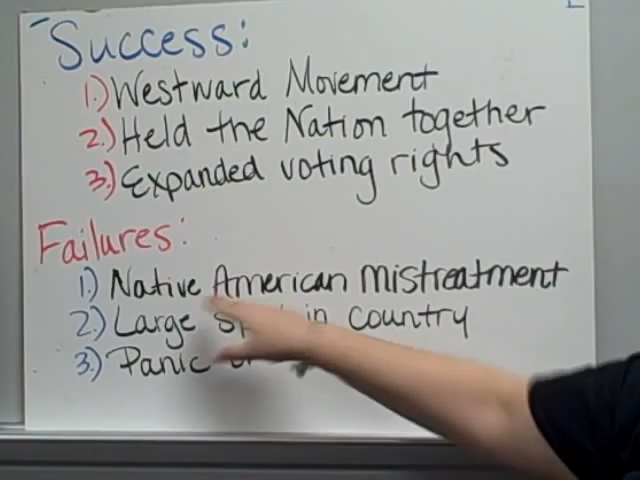 Success:
1.) Westward Movement
2.) Held the Nation together
3.) Expanded voting rights
Failures:
1.) Native American Mistreatment
2.) Large in country
3.) Panic